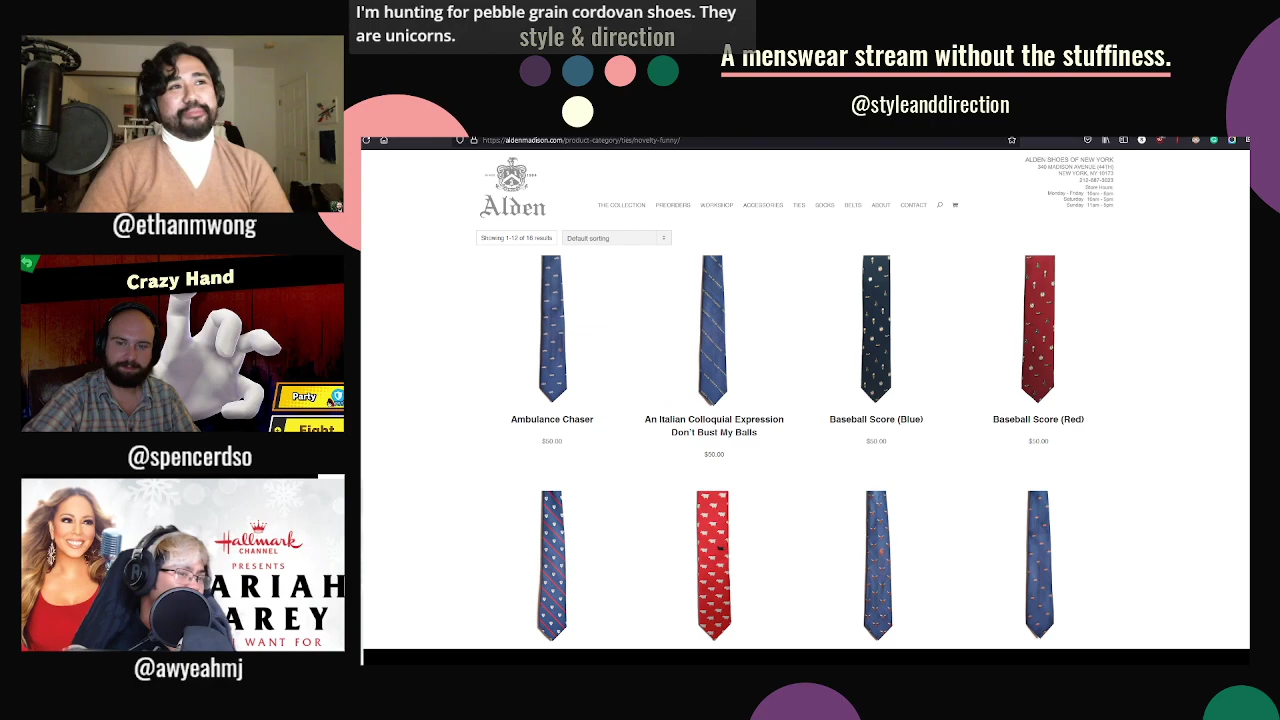 I'm hunting for pebble grain cordovan shoes. They
are unicorns.
style & direction
A menswear stream without the stuffiness.
@styleanddirection
@ethanmwong
Crazy Hand
Party
Fight
@spencerdso
Hallmark
CHANNEL
PRESENTS
ARIAH
AREY
I WANT FOR
@awyeahmj
https://aldenmadison.com/product-category/ties/novelty-funny/
Alden
ALDEN SHOES OF NEW YORK
340 MADISON AVENUE (44TH)
NEW YORK, NY 10173
Store Hours:
Monday - Friday 10am - 6pm
Saturday 10am - 5pm
Sunday 11am - 5pm
THE COLLECTION PREORDERS WORKSHOP ACCESSORIES TIES SOCKS BELTS ABOUT CONTACT
Showing 1-12 of 16 results
Default sorting
Ambulance Chaser
$50.00
An Italian Colloquial Expression
Don't Bust My Balls
$50.00
Baseball Score (Blue)
$50.00
Baseball Score (Red)
$50.00